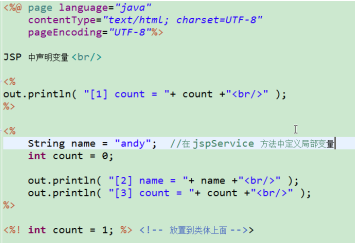 <%@ page language="java"
contentType="text/html; charset=UTF-8"
pageEncoding="UTF-8"%>
JSP 中声明变量<br/>
<%
out.println( "[1] count = "+ count +"<br/>" );
%>
<%
String name = "andy"; //在jspService 方法中定义局部变量
int count = 0;
out.println( "[2] name = "+ name +"<br/>" );
out.println( "[3] count = "+ count +"<br/>" );
%>
<%! int count = 1; %> <!-- 放置到类体上面 -->>